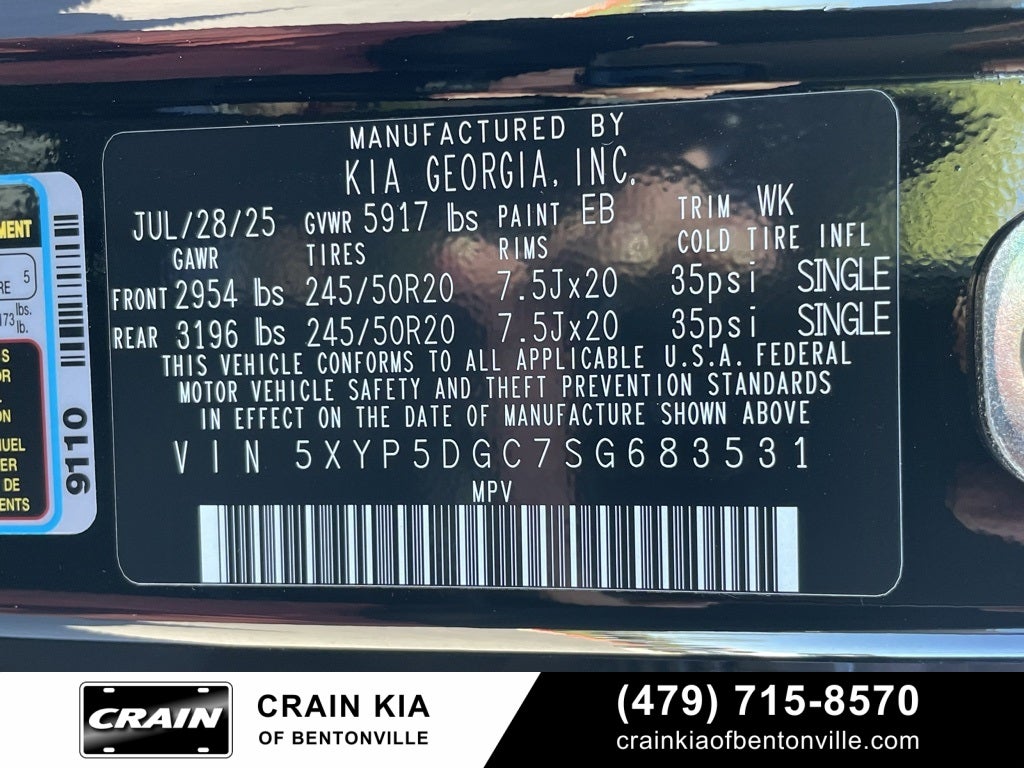 MANUFACTURED BY
KIA GEORGIA, INC.
JUL/28/25 GVWR 5917 lbs PAINT EB TRIM WK
GAWR TIRES RIMS COLD TIRE INFL
FRONT 2954 lbs 245/50R20 7.5Jx20 35psi SINGLE
REAR 3196 lbs 245/50R20 7.5Jx20 35psi SINGLE
THIS VEHICLE CONFORMS TO ALL APPLICABLE U.S.A. FEDERAL
MOTOR VEHICLE SAFETY AND THEFT PREVENTION STANDARDS
IN EFFECT ON THE DATE OF MANUFACTURE SHOWN ABOVE
VIN 5XYP5DGC7SG683531
MPV
5
lbs.
lb.
DE
9110
CRAIN
CRAIN KIA
OF BENTONVILLE
(479) 715-8570
crainkiaofbentonville.com